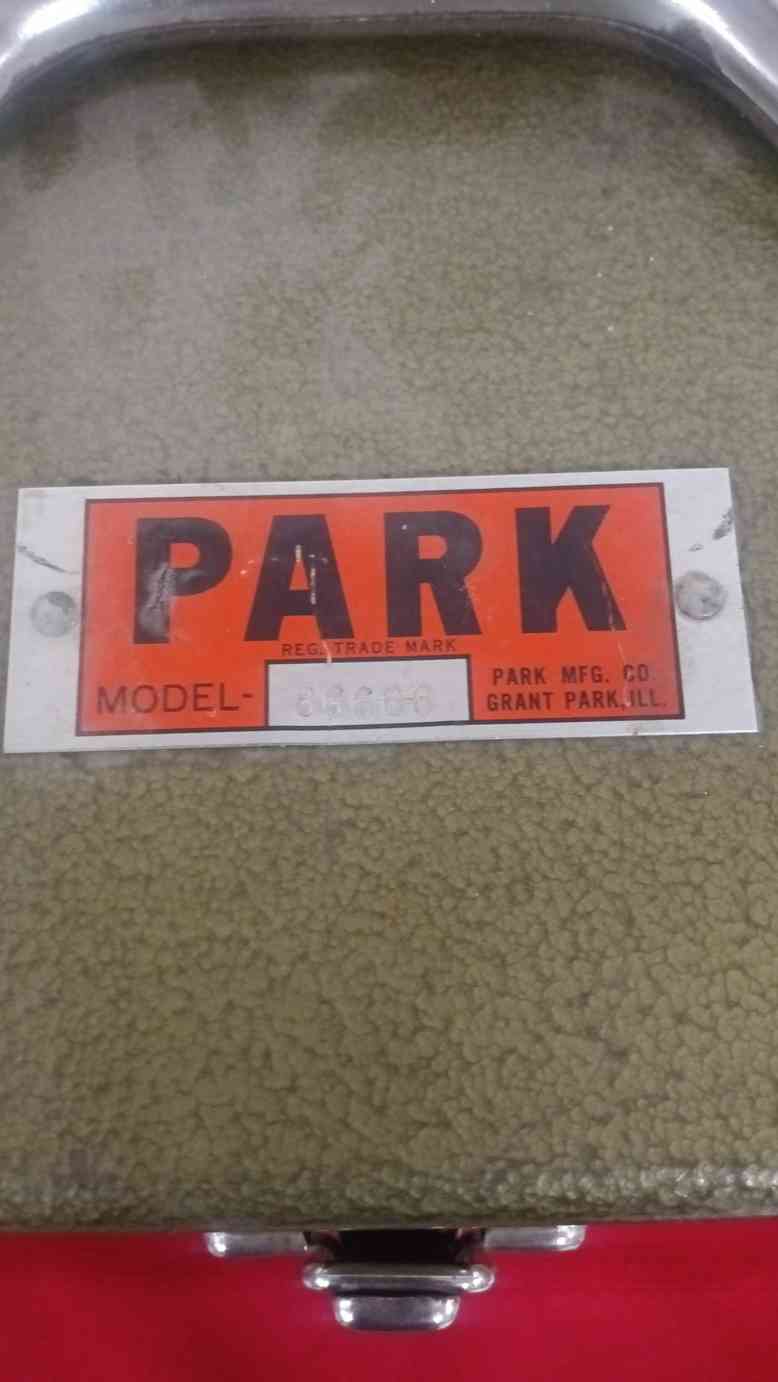 PARK
REG. TRADE MARK
MODEL-
PARK MFG. CO.
GRANT PARK, ILL.